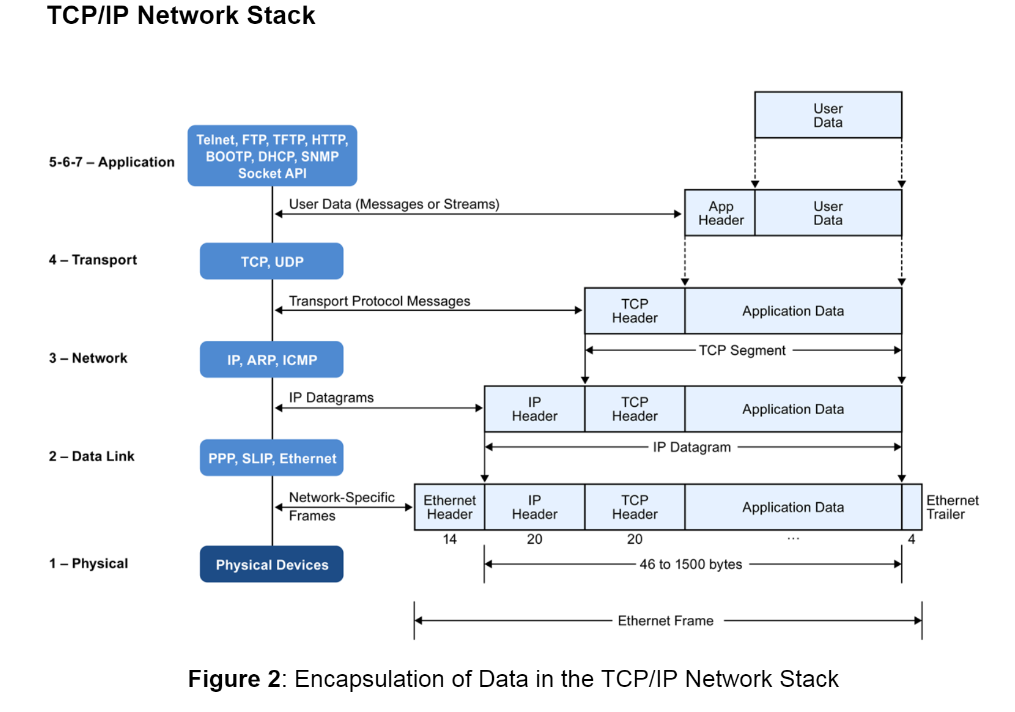 TCP/IP Network Stack
User
Data
Telnet, FTP, TFTP, HTTP,
BOOTP, DHCP, SNMP
Socket API
5-6-7 – Application
User Data (Messages or Streams)
App
Header
User
Data
4 – Transport
TCP, UDP
Transport Protocol Messages
TCP
Header
Application Data
TCP Segment
3 – Network
IP, ARP, ICMP
IP Datagrams
IP
Header
TCP
Header
Application Data
IP Datagram
2 – Data Link
PPP, SLIP, Ethernet
Network-Specific
Frames
Ethernet
Header
IP
Header
TCP
Header
Application Data
Ethernet
Trailer
14
20
20
...
4
1 – Physical
Physical Devices
46 to 1500 bytes
Ethernet Frame
Figure 2: Encapsulation of Data in the TCP/IP Network Stack